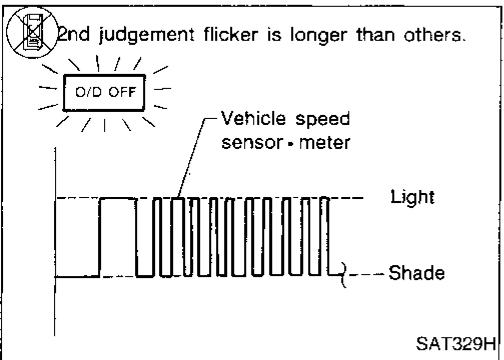 2nd judgement flicker is longer than others.
O/D OFF
Vehicle speed
sensor·meter
Light
Shade
SAT329H